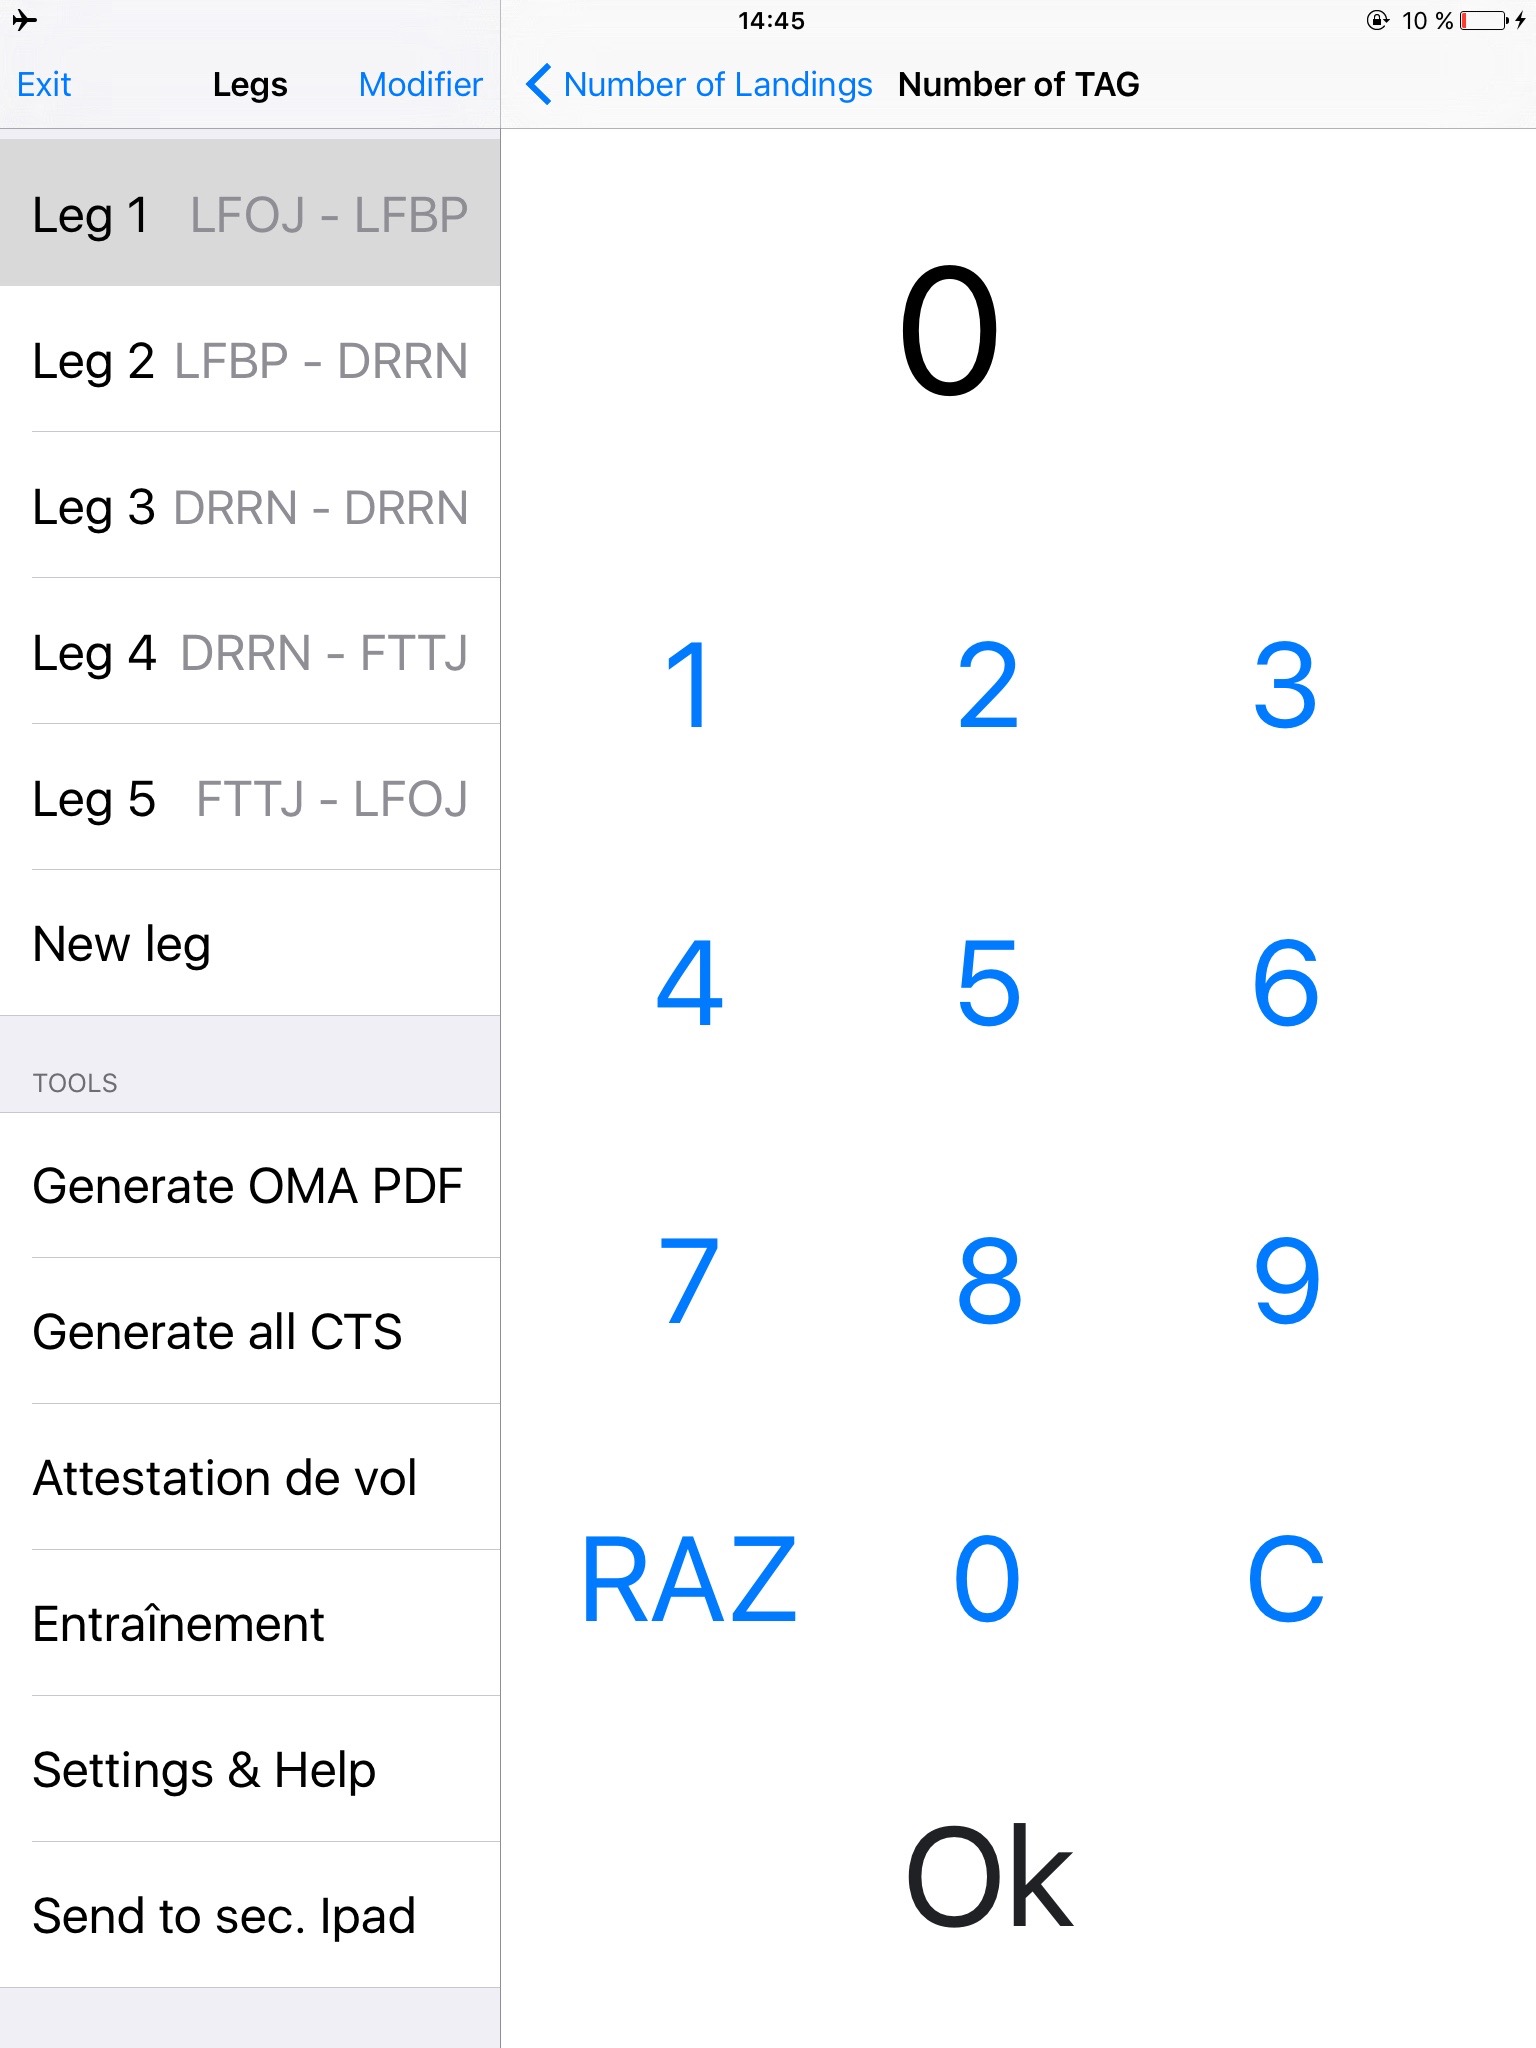 14:45
10 %
Exit
Legs
Modifier
Number of Landings
Number of TAG
Leg 1 LFOJ - LFBP
Leg 2 LFBP - DRRN
Leg 3 DRRN - DRRN
Leg 4 DRRN - FTTJ
Leg 5 FTTJ - LFOJ
New leg
TOOLS
Generate OMA PDF
Generate all CTS
Attestation de vol
Entraînement
Settings & Help
Send to sec. Ipad
0
1 2 3
4 5 6
7 8 9
RAZ 0 C
Ok